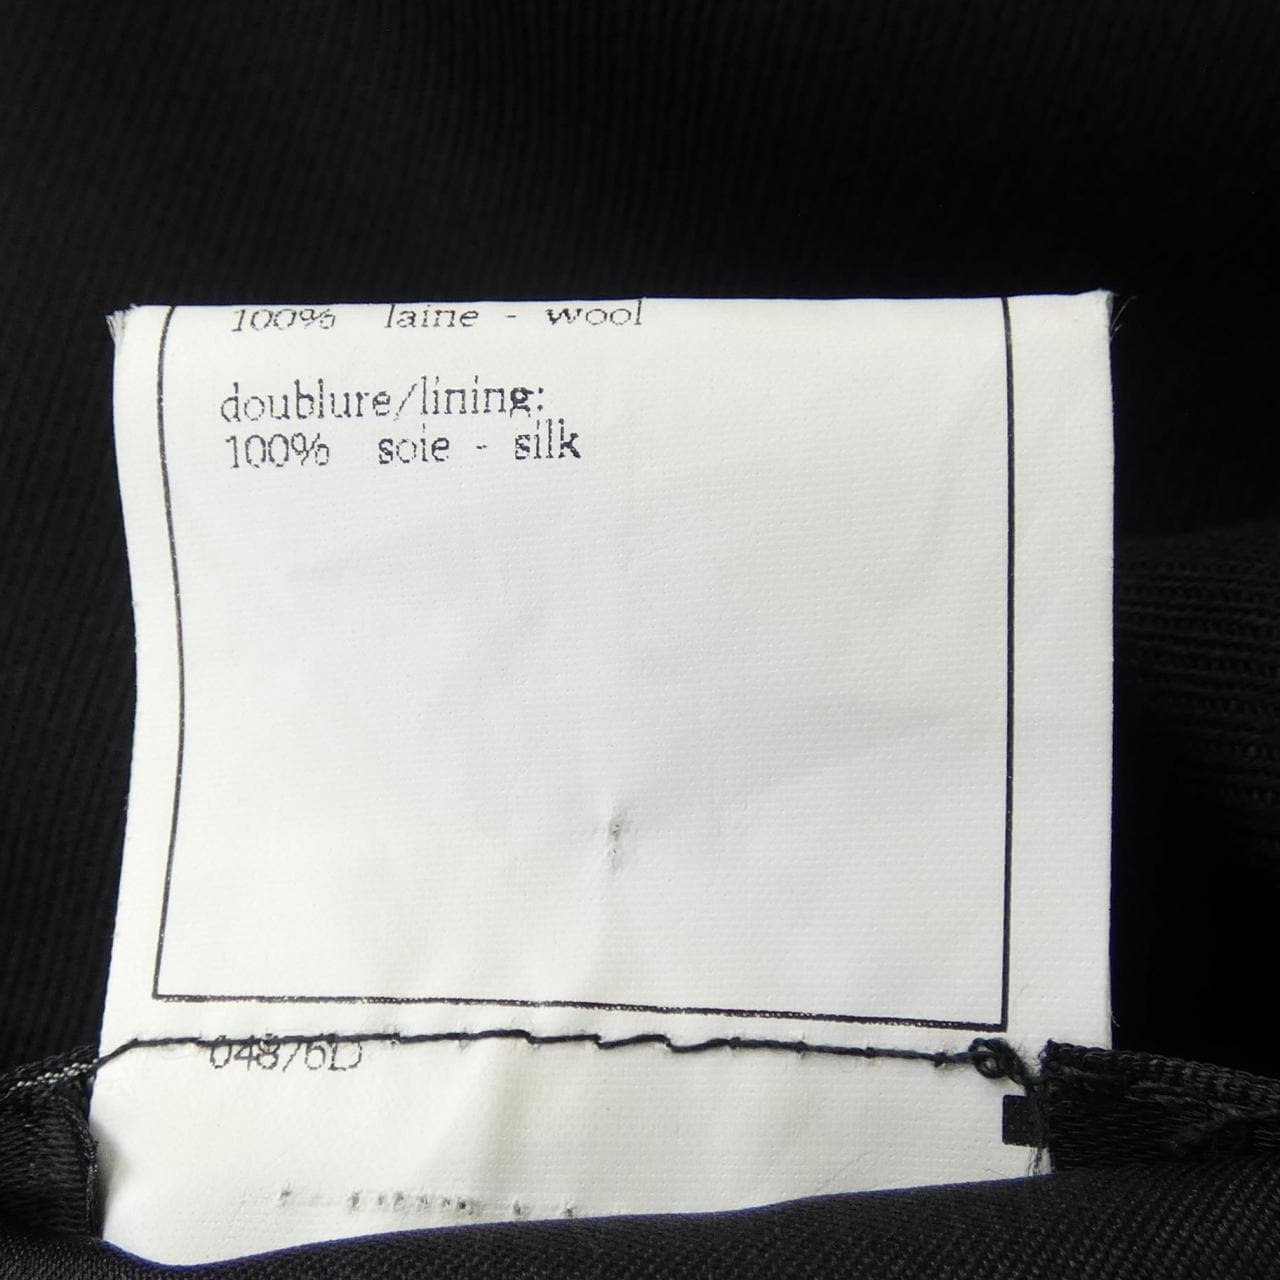 100% laine - wool
doublure/lining:
100% soie - silk
04876D